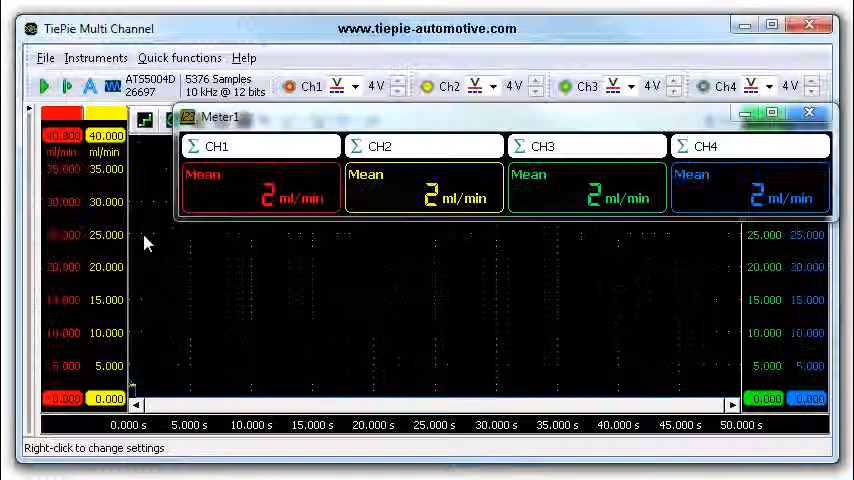 TiePie Multi Channel
www.tiepie-automotive.com
File Instruments Quick functions Help
ATS5004D 5376 Samples
26697 10 kHz @ 12 bits
Ch1 V 4 V Ch2 V 4 V Ch3 V 4 V Ch4 V 4 V
Meter1
CH1 CH2 CH3 CH4
Mean Mean Mean Mean
2 ml/min 2 ml/min 2 ml/min 2 ml/min
40.000 40.000
ml/min ml/min
35.000 35.000
30.000 30.000
25.000 25.000 25.000 25.000
20.000 20.000 20.000 20.000
15.000 15.000 15.000 15.000
10.000 10.000 10.000 10.000
5.000 5.000 5.000 5.000
0.000 0.000 0.000 0.000
0.000 s 5.000 s 10.000 s 15.000 s 20.000 s 25.000 s 30.000 s 35.000 s 40.000 s 45.000 s 50.000 s
Right-click to change settings